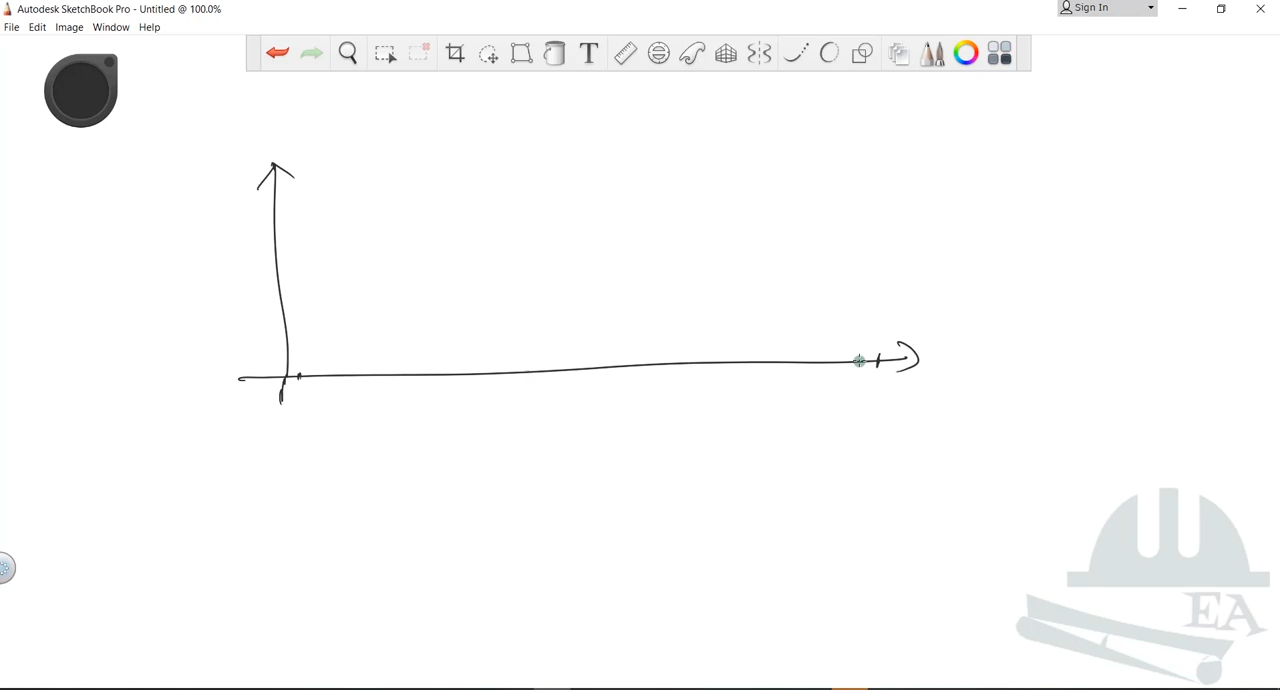 Autodesk SketchBook Pro - Untitled @ 100.0%
Sign In
File Edit Image Window Help
T
EA